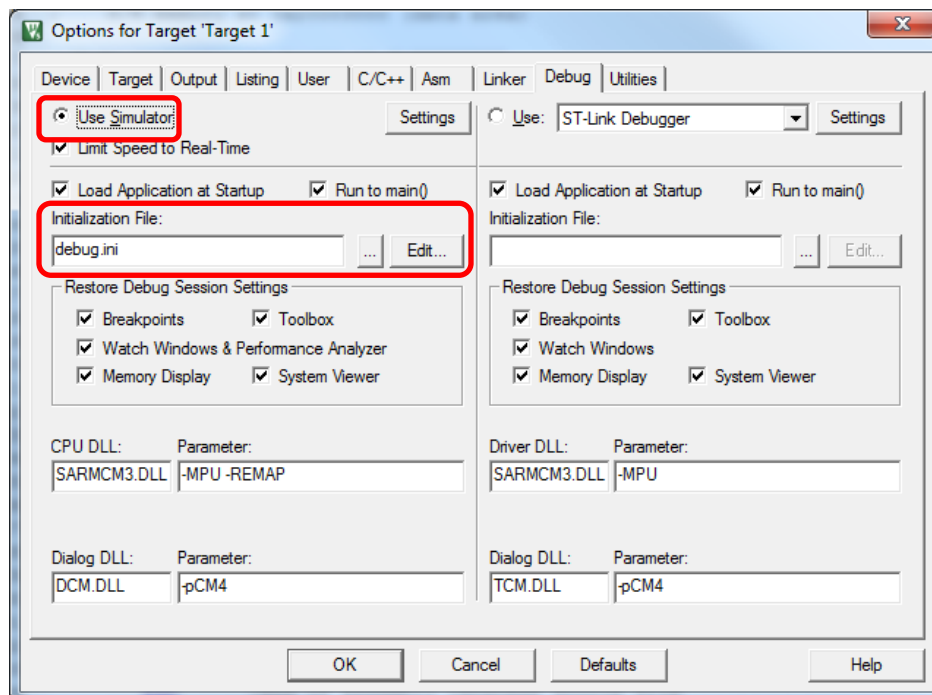 Options for Target 'Target 1'
Device Target Output Listing User C/C++ Asm Linker Debug Utilities
Use Simulator Settings
Limit Speed to Real-Time
Use: ST-Link Debugger Settings
Load Application at Startup Run to main()
Initialization File:
debug.ini ... Edit...
Restore Debug Session Settings
Breakpoints Toolbox
Watch Windows & Performance Analyzer
Memory Display System Viewer
CPU DLL: Parameter:
SARMCM3.DLL -MPU -REMAP
Dialog DLL: Parameter:
DCM.DLL -pCM4
Load Application at Startup Run to main()
Initialization File:
... Edit...
Restore Debug Session Settings
Breakpoints Toolbox
Watch Windows
Memory Display System Viewer
Driver DLL: Parameter:
SARMCM3.DLL -MPU
Dialog DLL: Parameter:
TCM.DLL -pCM4
OK Cancel Defaults Help